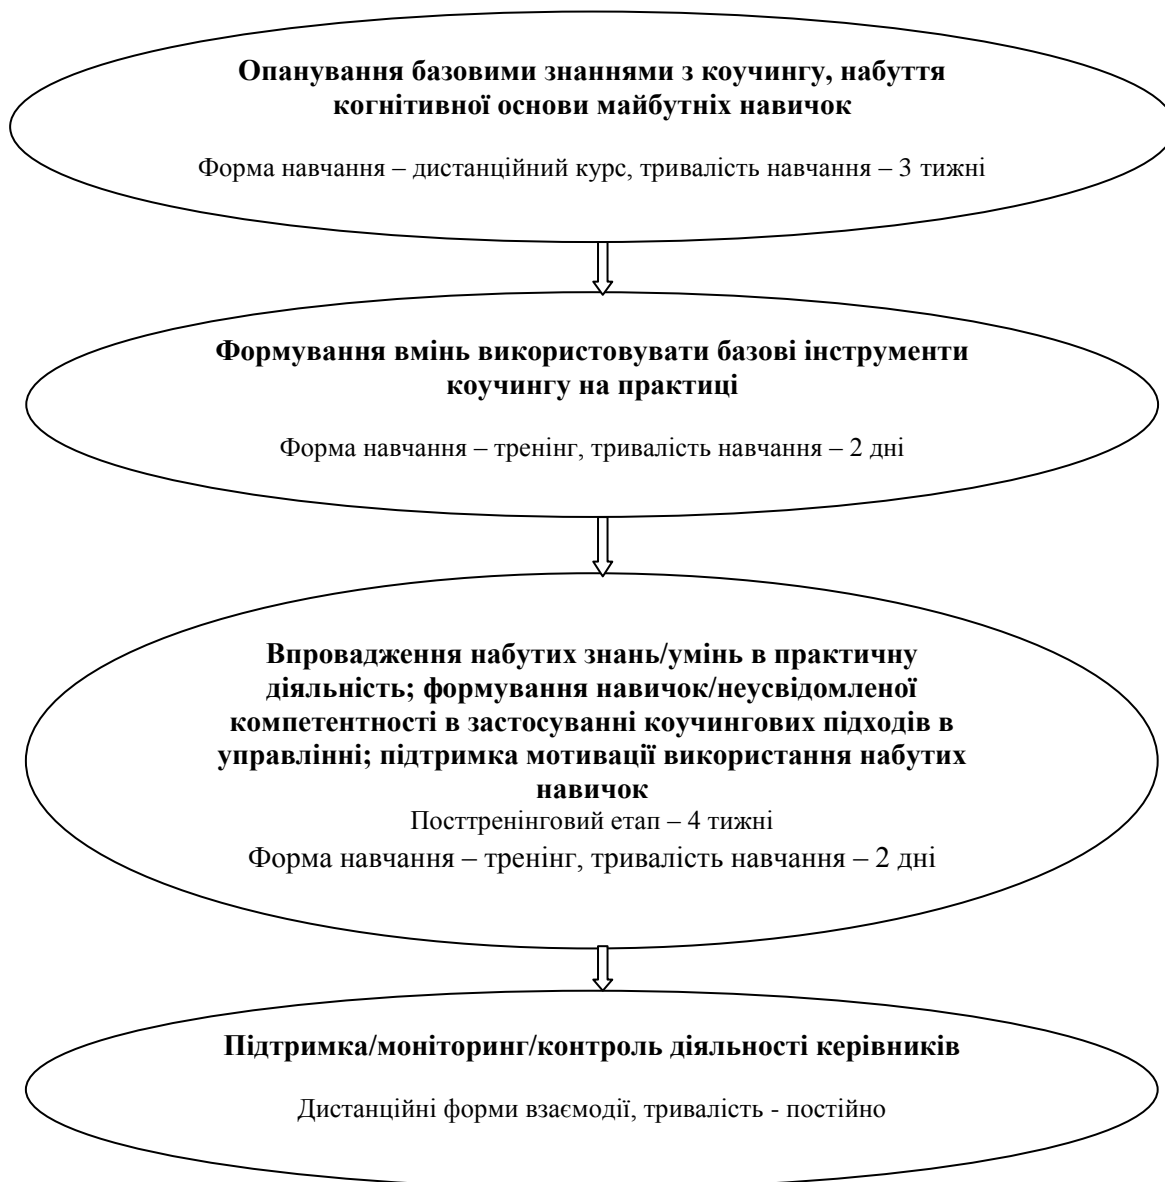 Опанування базовими знаннями з коучингу, набуття
когнітивної основи майбутніх навичок
Форма навчання – дистанційний курс, тривалість навчання – 3 тижні
Формування вмінь використовувати базові інструменти
коучингу на практиці
Форма навчання – тренінг, тривалість навчання – 2 дні
Впровадження набутих знань/умінь в практичну
діяльність; формування навичок/неусвідомленої
компетентності в застосуванні коучингових підходів в
управлінні; підтримка мотивації використання набутих
навичок
Посттренінговий етап – 4 тижні
Форма навчання – тренінг, тривалість навчання – 2 дні
Підтримка/моніторинг/контроль діяльності керівників
Дистанційні форми взаємодії, тривалість - постійно